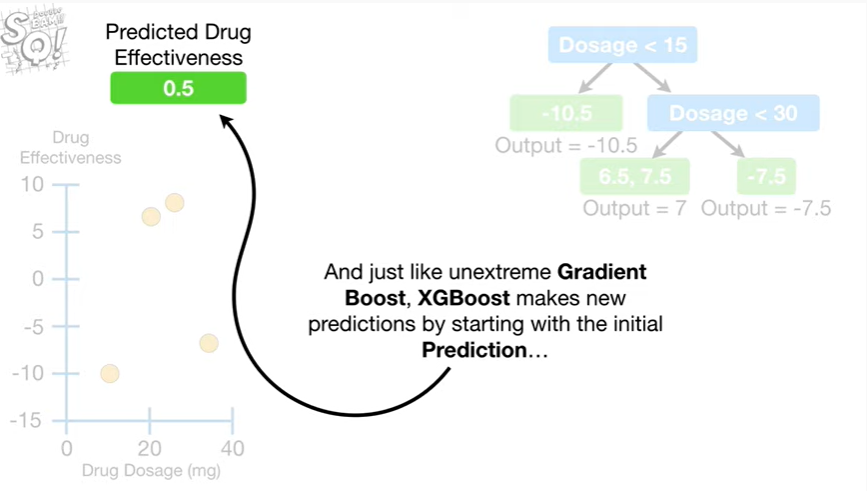 SQ!
Predicted Drug
Effectiveness
0.5
Dosage < 15
-10.5
Dosage < 30
Output = -10.5
6.5, 7.5
-7.5
Output = 7
Output = -7.5
Drug
Effectiveness
10
5
0
-5
-10
-15
0
20
40
Drug Dosage (mg)
And just like unextreme Gradient
Boost, XGBoost makes new
predictions by starting with the initial
Prediction…